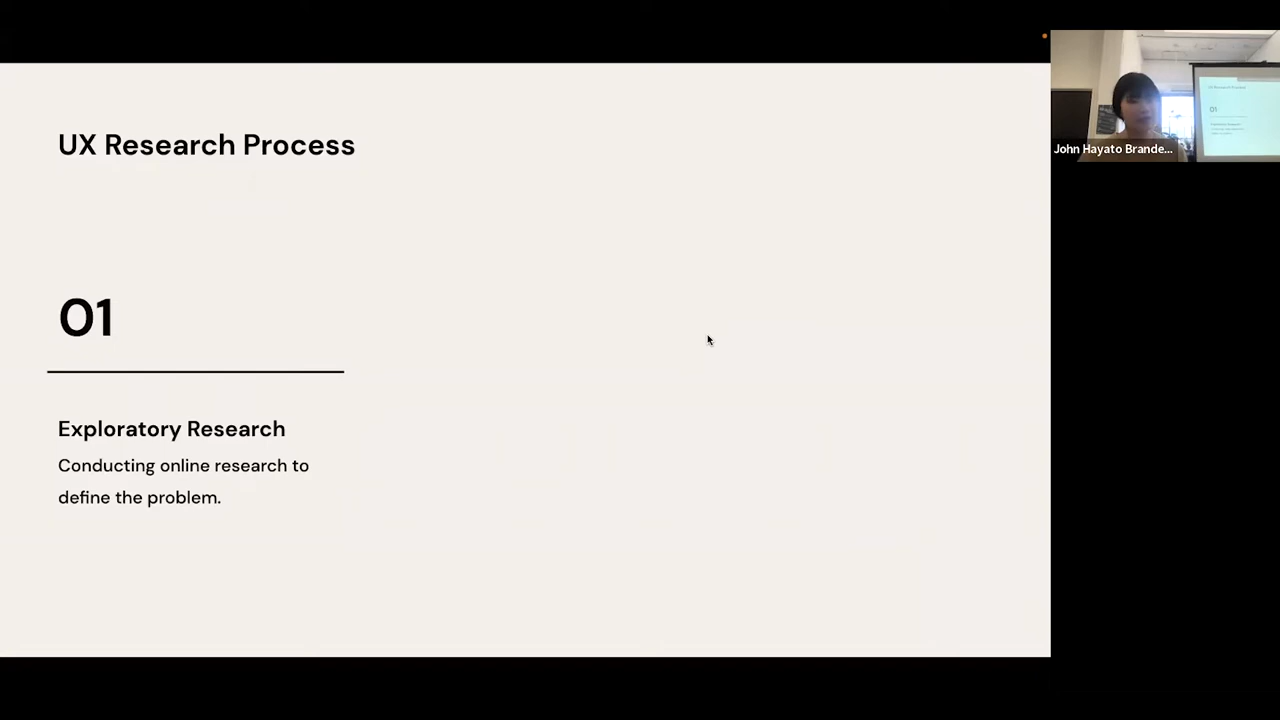 UX Research Process
01
Exploratory Research
Conducting online research to
define the problem.
John Hayato Brande...